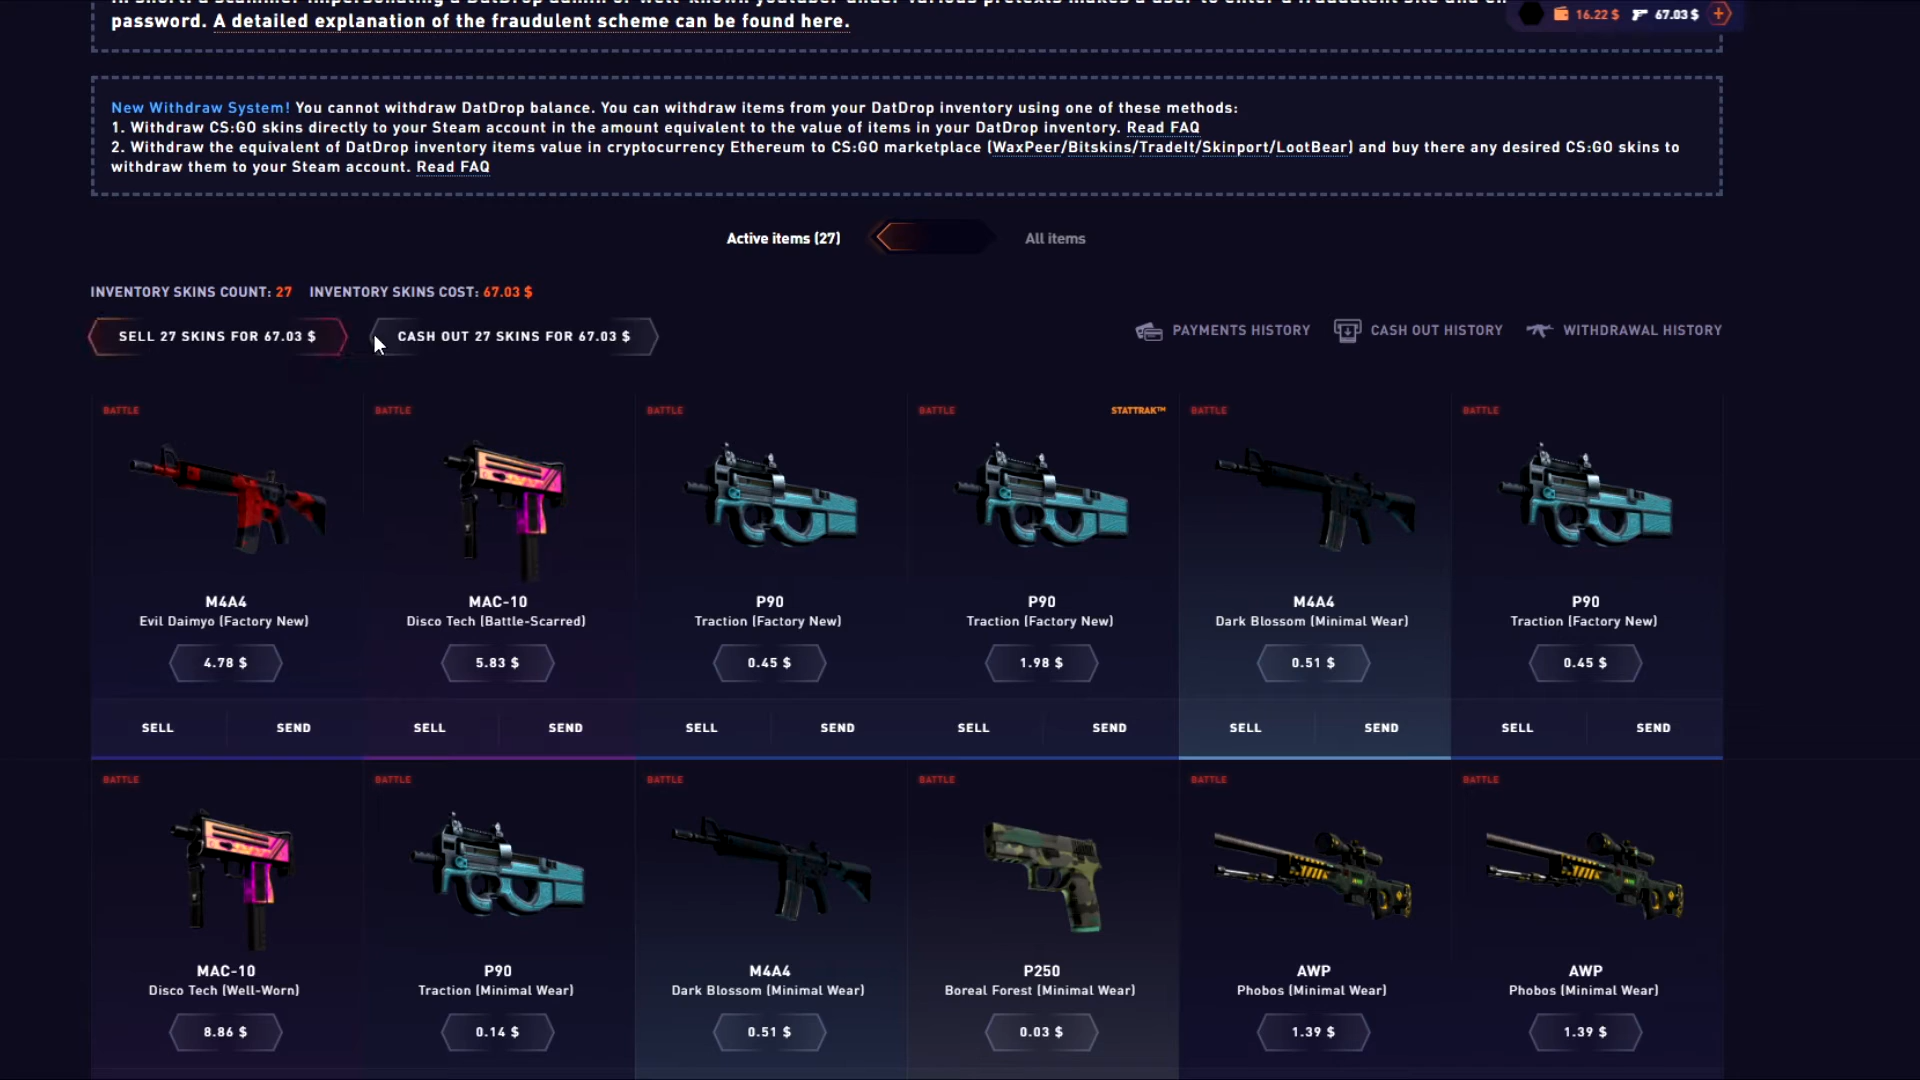 password. A detailed explanation of the fraudulent scheme can be found here.
16.22 $ 67.03 $ +
New Withdraw System! You cannot withdraw DatDrop balance. You can withdraw items from your DatDrop inventory using one of these methods:
1. Withdraw CS:GO skins directly to your Steam account in the amount equivalent to the value of items in your DatDrop inventory. Read FAQ
2. Withdraw the equivalent of DatDrop inventory items value in cryptocurrency Ethereum to CS:GO marketplace (WaxPeer/Bitskins/TradeIt/Skinport/LootBear) and buy there any desired CS:GO skins to
withdraw them to your Steam account. Read FAQ
Active items (27) All items
INVENTORY SKINS COUNT: 27 INVENTORY SKINS COST: 67.03 $
SELL 27 SKINS FOR 67.03 $ CASH OUT 27 SKINS FOR 67.03 $ PAYMENTS HISTORY CASH OUT HISTORY WITHDRAWAL HISTORY
BATTLE BATTLE BATTLE BATTLE STATTRAK™ BATTLE BATTLE
M4A4 MAC-10 P90 P90 M4A4 P90
Evil Daimyo (Factory New) Disco Tech (Battle-Scarred) Traction (Factory New) Traction (Factory New) Dark Blossom (Minimal Wear) Traction (Factory New)
4.78 $ 5.83 $ 0.45 $ 1.98 $ 0.51 $ 0.45 $
SELL SEND SELL SEND SELL SEND SELL SEND SELL SEND SELL SEND
BATTLE BATTLE BATTLE BATTLE BATTLE BATTLE
MAC-10 P90 M4A4 P250 AWP AWP
Disco Tech (Well-Worn) Traction (Minimal Wear) Dark Blossom (Minimal Wear) Boreal Forest (Minimal Wear) Phobos (Minimal Wear) Phobos (Minimal Wear)
8.86 $ 0.14 $ 0.51 $ 0.03 $ 1.39 $ 1.39 $